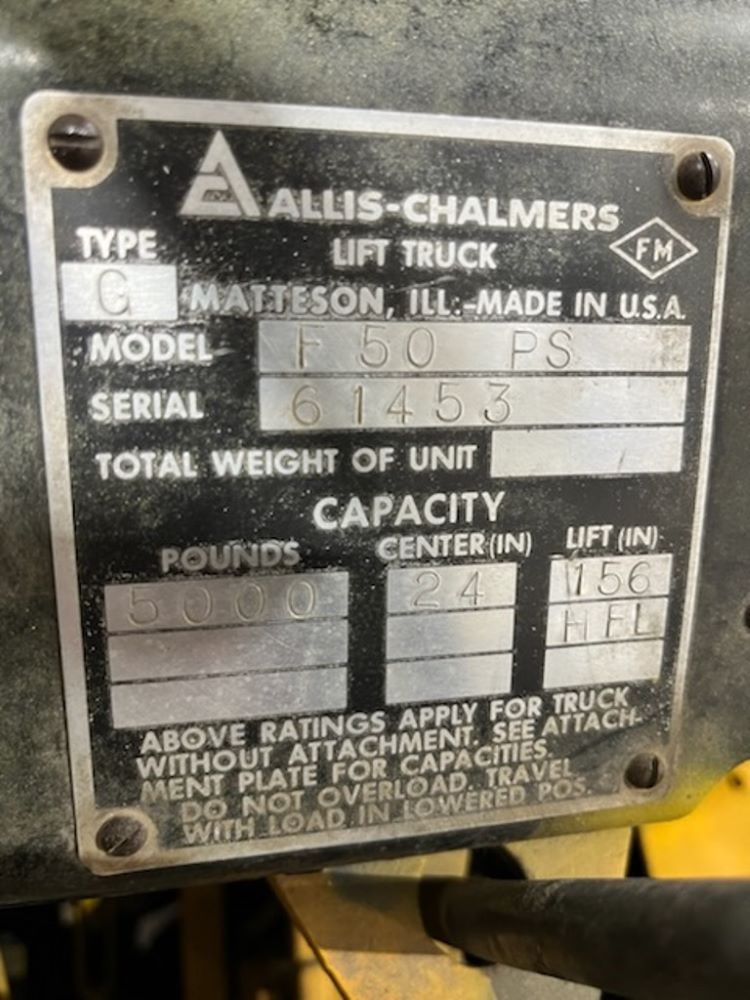 ALLIS-CHALMERS
TYPE LIFT TRUCK FM
G MATTESON, ILL.-MADE IN U.S.A.
MODEL F 50 PS
SERIAL 61453
TOTAL WEIGHT OF UNIT
CAPACITY
POUNDS CENTER (IN) LIFT (IN)
5000 24 156
HFL
ABOVE RATINGS APPLY FOR TRUCK
WITHOUT ATTACHMENT. SEE ATTACH-
MENT PLATE FOR CAPACITIES.
DO NOT OVERLOAD. TRAVEL
WITH LOAD IN LOWERED POS.